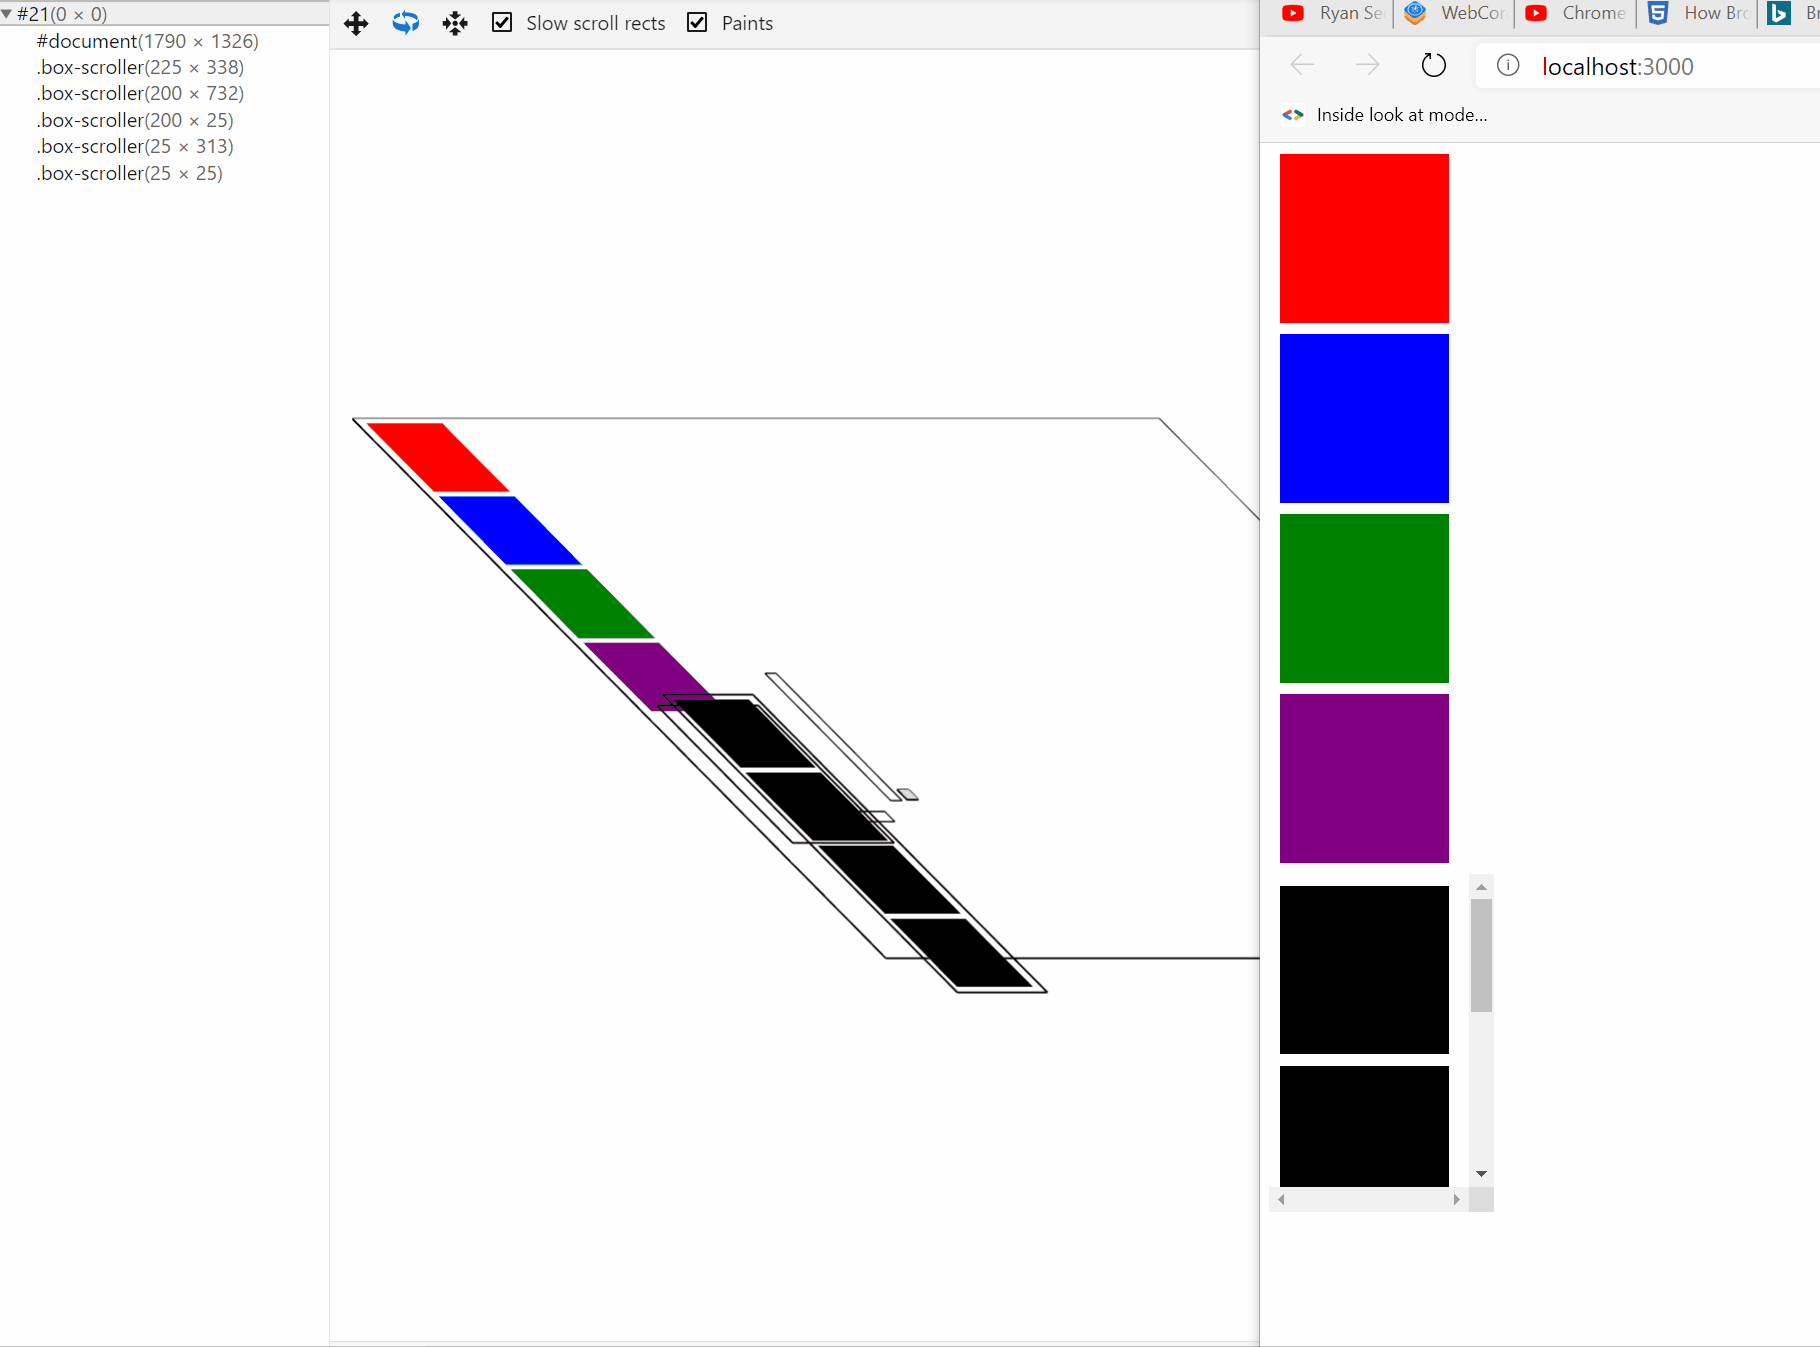 #21(0 × 0)
#document(1790 × 1326)
.box-scroller(225 × 338)
.box-scroller(200 × 732)
.box-scroller(200 × 25)
.box-scroller(25 × 313)
.box-scroller(25 × 25)
Slow scroll rects
Paints
Ryan Se
WebCor
Chrome
How Bro
localhost:3000
Inside look at mode...